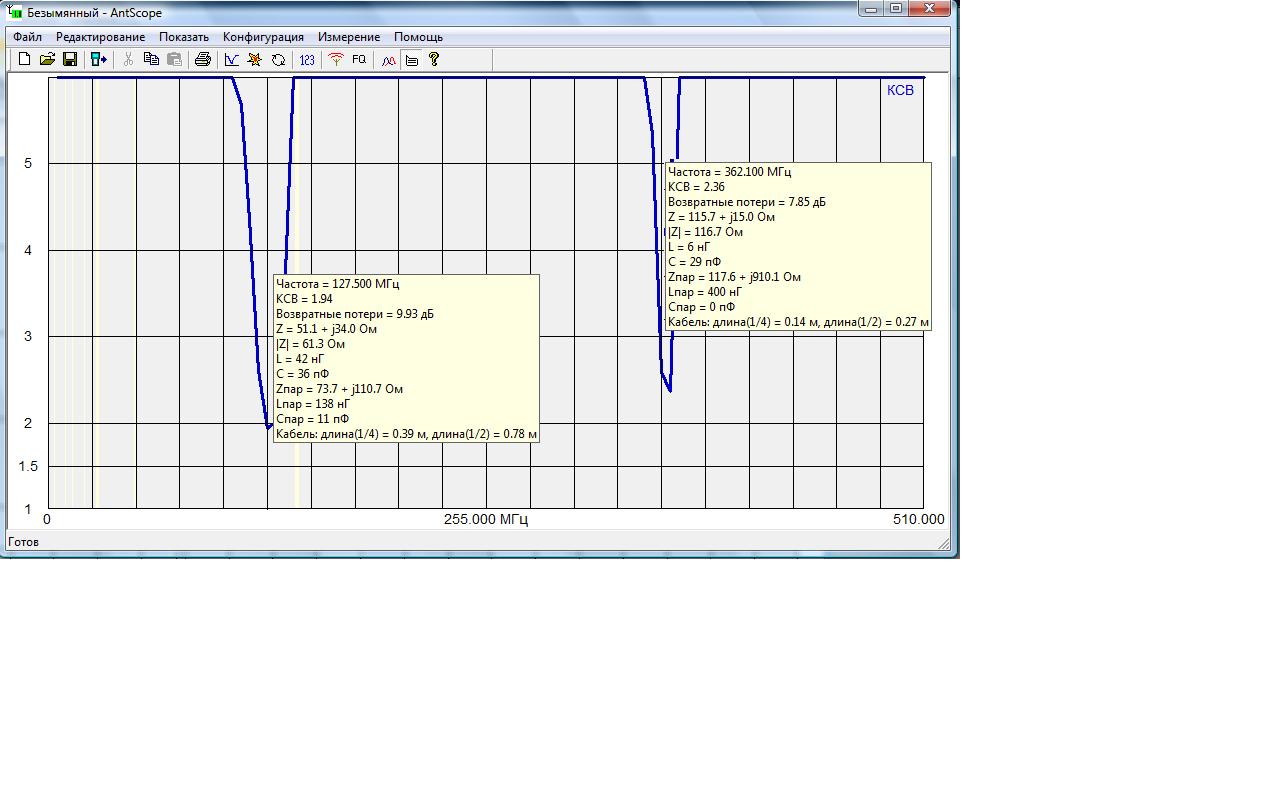 Безымянный - AntScope
Файл Редактирование Показать Конфигурация Измерение Помощь
123 FQ
КСВ
5
4
3
2
1.5
1
0 255.000 МГц 510.000
Частота = 127.500 МГц
КСВ = 1.94
Возвратные потери = 9.93 дБ
Z = 51.1 + j34.0 Ом
|Z| = 61.3 Ом
L = 42 нГ
C = 36 пФ
Zпар = 73.7 + j110.7 Ом
Lпар = 138 нГ
Cпар = 11 пФ
Кабель: длина(1/4) = 0.39 м, длина(1/2) = 0.78 м
Частота = 362.100 МГц
КСВ = 2.36
Возвратные потери = 7.85 дБ
Z = 115.7 + j15.0 Ом
|Z| = 116.7 Ом
L = 6 нГ
C = 29 пФ
Zпар = 117.6 + j910.1 Ом
Lпар = 400 нГ
Cпар = 0 пФ
Кабель: длина(1/4) = 0.14 м, длина(1/2) = 0.27 м
Готов